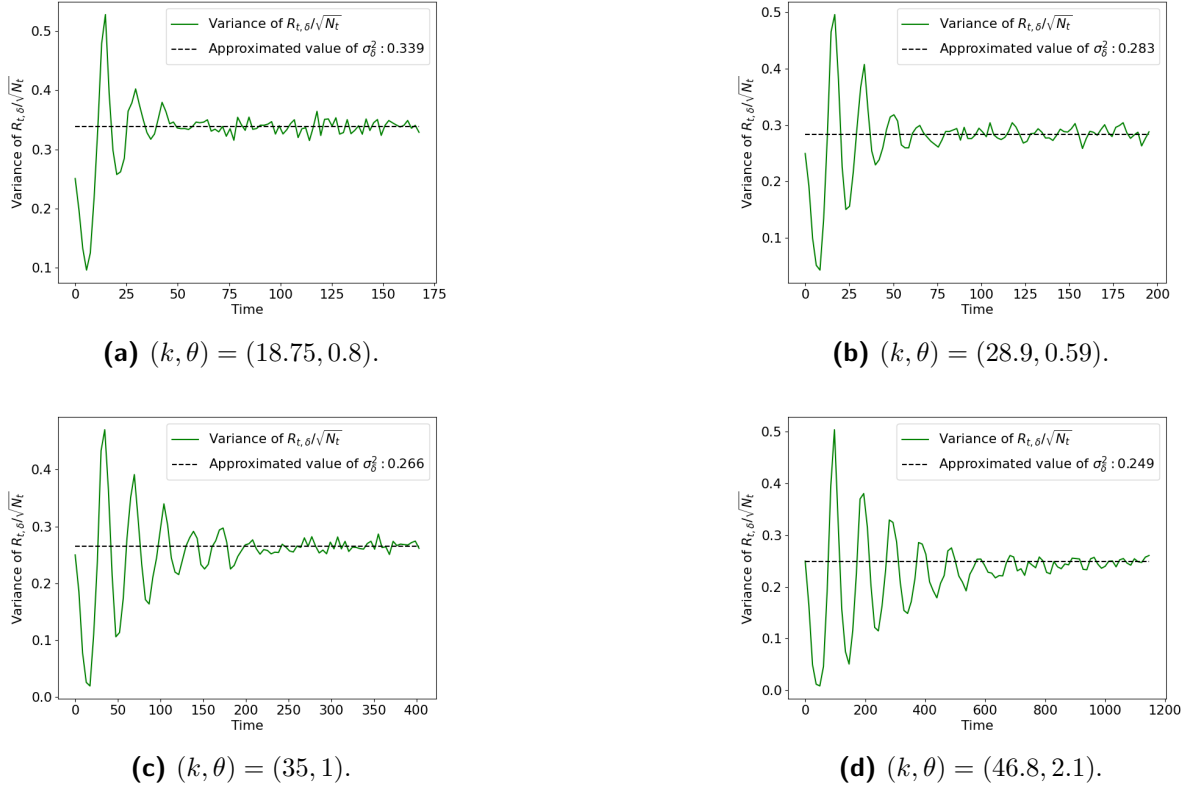 Variance of R_{t,δ}/√N_t
Approximated value of σ_δ^2 : 0.339
Variance of R_{t,δ}/√N_t
0.5
0.4
0.3
0.2
0.1
0 25 50 75 100 125 150 175
Time
(a) (k, θ) = (18.75, 0.8).
Variance of R_{t,δ}/√N_t
Approximated value of σ_δ^2 : 0.283
Variance of R_{t,δ}/√N_t
0.5
0.4
0.3
0.2
0.1
0 25 50 75 100 125 150 175 200
Time
(b) (k, θ) = (28.9, 0.59).
Variance of R_{t,δ}/√N_t
Approximated value of σ_δ^2 : 0.266
Variance of R_{t,δ}/√N_t
0.4
0.3
0.2
0.1
0.0
0 50 100 150 200 250 300 350 400
Time
(c) (k, θ) = (35, 1).
Variance of R_{t,δ}/√N_t
Approximated value of σ_δ^2 : 0.249
Variance of R_{t,δ}/√N_t
0.5
0.4
0.3
0.2
0.1
0.0
0 200 400 600 800 1000 1200
Time
(d) (k, θ) = (46.8, 2.1).